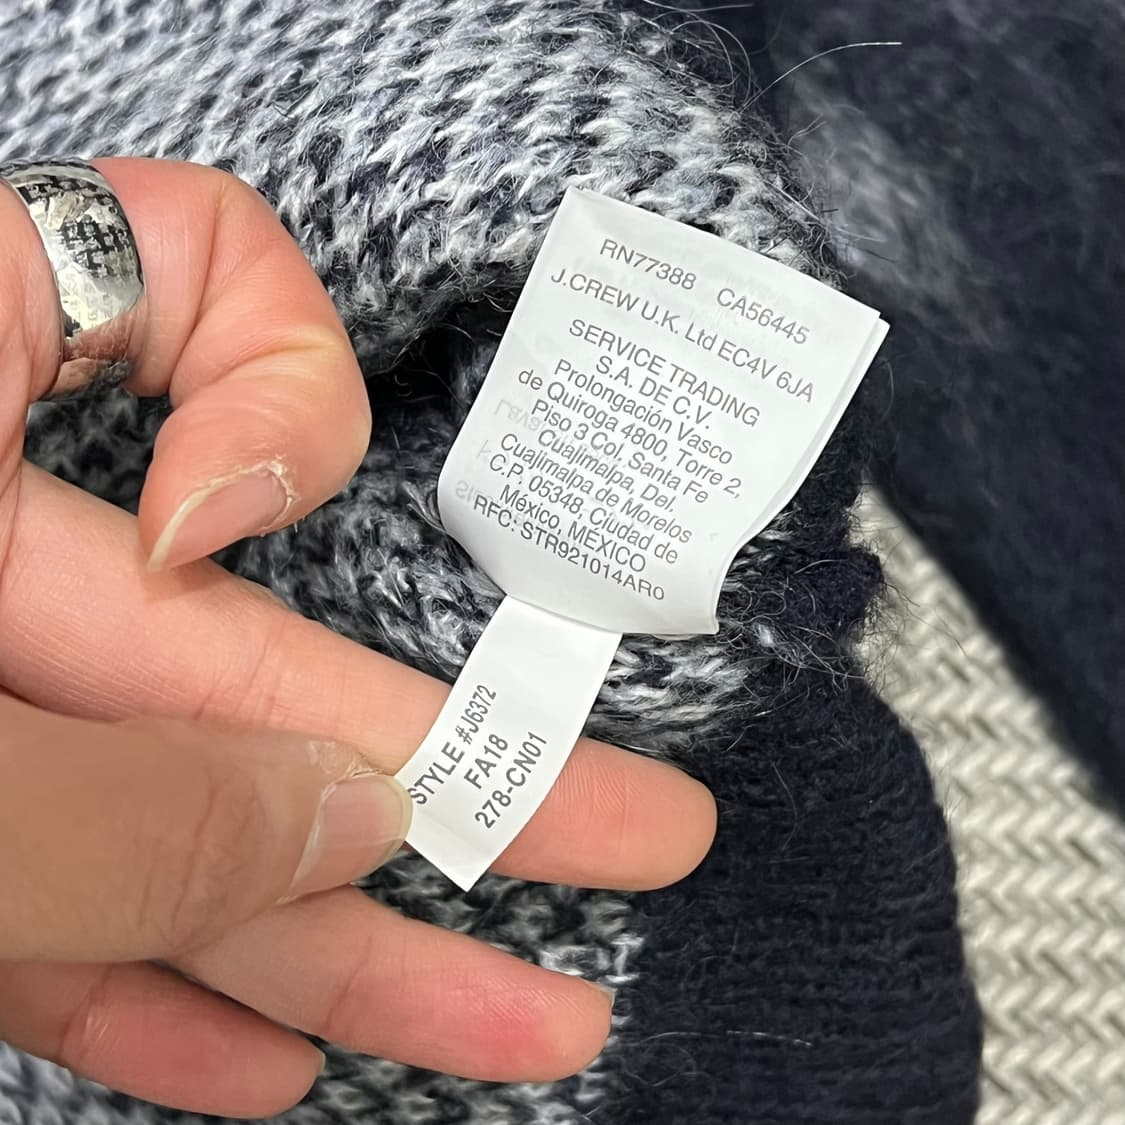 RN77388 CA56445
J.CREW U.K. Ltd EC4V 6JA
SERVICE TRADING
S.A. DE C.V.
Prolongación Vasco
de Quiroga 4800, Torre 2,
Piso 3 Col. Santa Fe
Cuajimalpa, Del.
Cuajimalpa de Morelos
C.P. 05348, Ciudad de
México, MÉXICO
RFC: STR921014ARo
STYLE #J6372
FA18
278-CN01